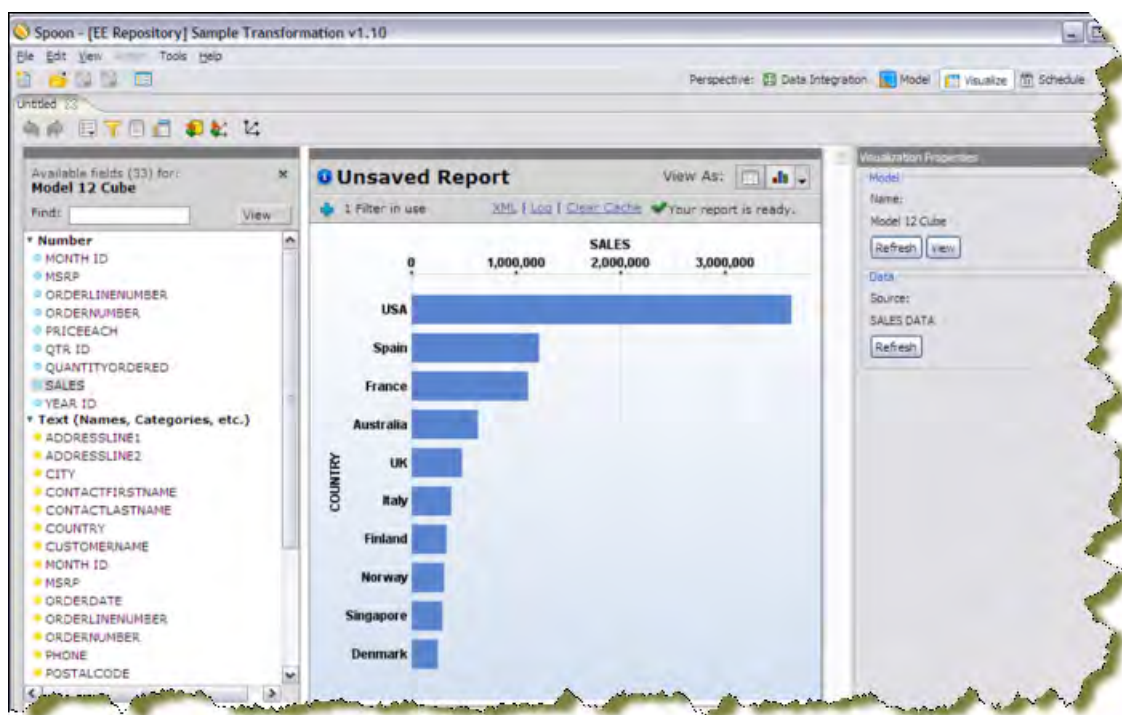 Spoon - [EE Repository] Sample Transformation v1.10
File Edit View Action Tools Help
Perspective: Data Integration Model Visualize Schedule
Untitled
Available fields (33) for:
Model 12 Cube
Find: View
Number
MONTH ID
MSRP
ORDERLINENUMBER
ORDERNUMBER
PRICEEACH
QTR ID
QUANTITYORDERED
SALES
YEAR ID
Text (Names, Categories, etc.)
ADDRESSLINE1
ADDRESSLINE2
CITY
CONTACTFIRSTNAME
CONTACTLASTNAME
COUNTRY
CUSTOMERNAME
MONTH ID
MSRP
ORDERDATE
ORDERLINENUMBER
ORDERNUMBER
PHONE
POSTALCODE
Unsaved Report View As:
1 Filter in use XML | Log | Clear Cache Your report is ready.
SALES
0 1,000,000 2,000,000 3,000,000
COUNTRY
USA
Spain
France
Australia
UK
Italy
Finland
Norway
Singapore
Denmark
Visualization Properties
Model
Name:
Model 12 Cube
Refresh View
Data
Source:
SALES DATA
Refresh